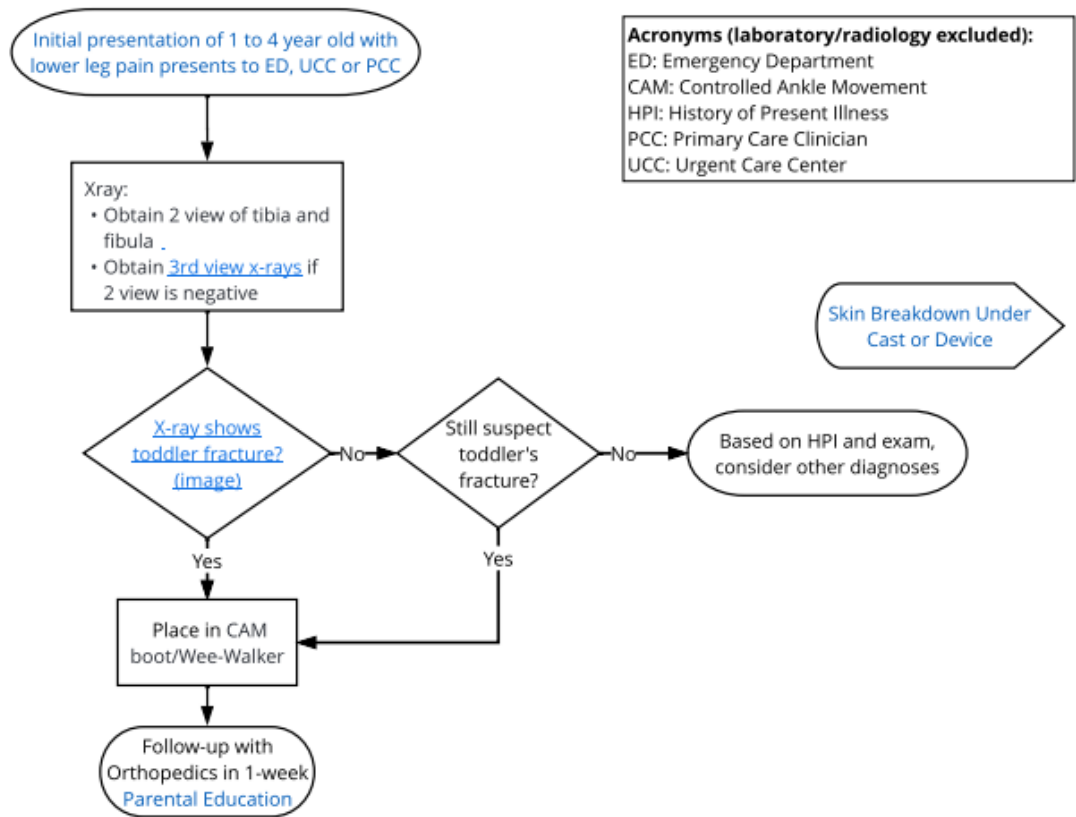 Initial presentation of 1 to 4 year old with
lower leg pain presents to ED, UCC or PCC
Acronyms (laboratory/radiology excluded):
ED: Emergency Department
CAM: Controlled Ankle Movement
HPI: History of Present Illness
PCC: Primary Care Clinician
UCC: Urgent Care Center
Xray:
• Obtain 2 view of tibia and
fibula .
• Obtain 3rd view x-rays if
2 view is negative
Skin Breakdown Under
Cast or Device
X-ray shows
toddler fracture?
(image)
No
Still suspect
toddler's
fracture?
No
Based on HPI and exam,
consider other diagnoses
Yes
Yes
Place in CAM
boot/Wee-Walker
Follow-up with
Orthopedics in 1-week
Parental Education